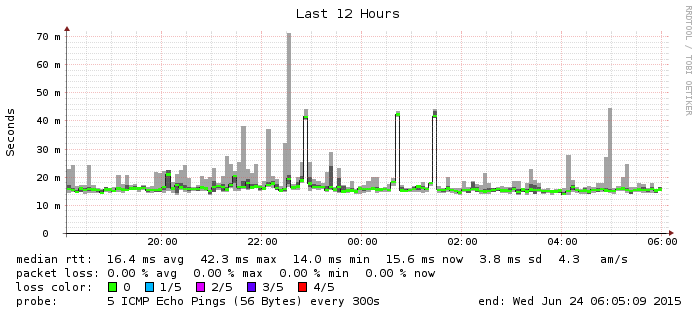 Last 12 Hours
RRDTOOL / TOBI OETIKER
Seconds
70 m
60 m
50 m
40 m
30 m
20 m
10 m
0
20:00 22:00 00:00 02:00 04:00 06:00
median rtt: 16.4 ms avg 42.3 ms max 14.0 ms min 15.6 ms now 3.8 ms sd 4.3 am/s
packet loss: 0.00 % avg 0.00 % max 0.00 % min 0.00 % now
loss color: 0 1/5 2/5 3/5 4/5
probe: 5 ICMP Echo Pings (56 Bytes) every 300s end: Wed Jun 24 06:05:09 2015